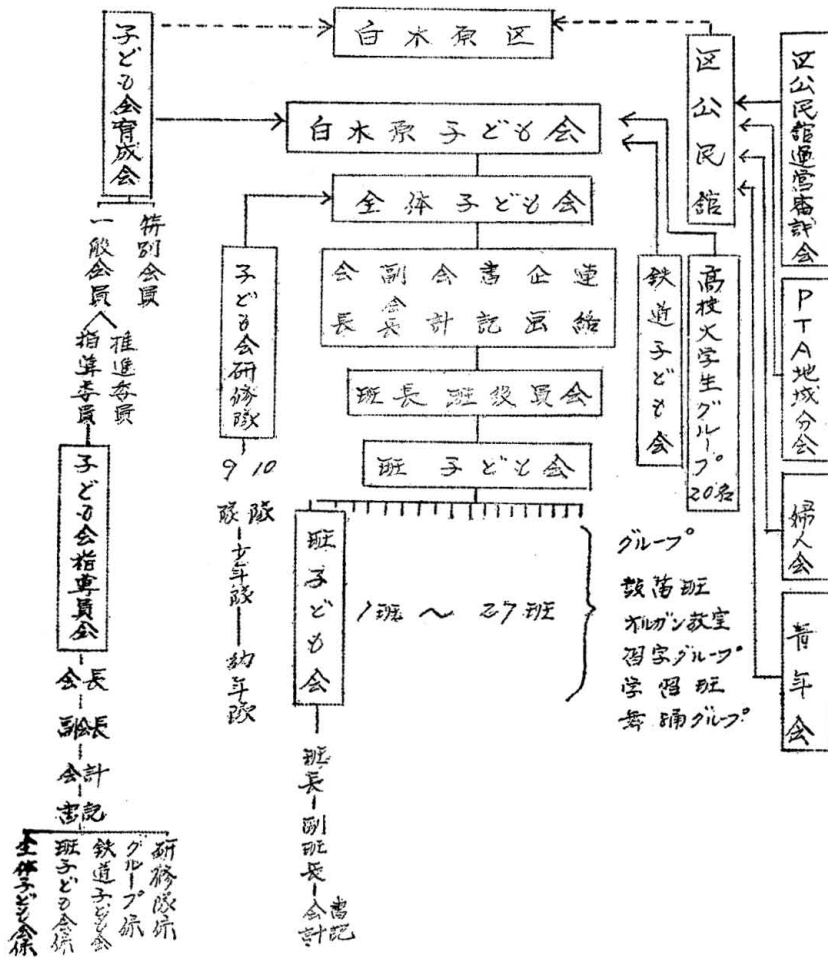 白木原区
子ども会育成会
区公民館
区公民館運営審議会
白木原子ども会
全体子ども会
特別会員
一般会員
推進委員
指導委員
子ども会研修隊
会長
副会長
会計
書記
企画
連絡
鉄道子ども会
高校大学生グループ20名
PTA地域分会
班長班役員会
班子ども会
9隊
10隊
少年隊
幼年隊
子ども会指導員会
班子ども会
1班〜27班
グループ
鼓笛班
オルガン教室
習字グループ
学習班
舞踊グループ
婦人会
青年会
会長
副会長
会計
書記
班長
副班長
会計
書記
全体子ども会係
班子ども会係
鉄道子ども会
グループ係
研修隊係